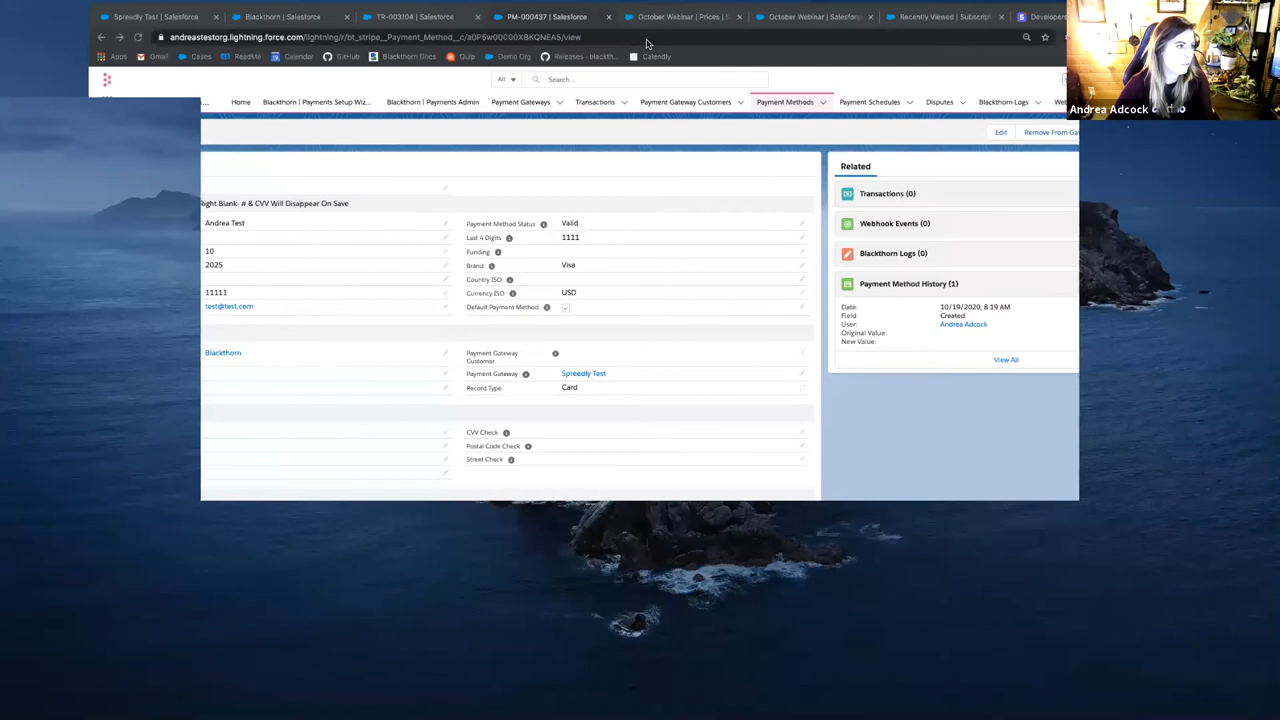 Spreedly Test | Salesforce
Blackthorn | Salesforce
TR-003104 | Salesforce
PM-000437 | Salesforce
October Webinar | Prices | S
October Webinar | Salesfor
Recently Viewed | Subscript
Developers
andreastestorg.lightning.force.com/lightning/r/bt_stripe__Payment_Method__c/a0P5w00000XBKQNEA5/view
Apps
Gmail
Cases
Dev Org
Calendar
GitHub
Blackthorn Docs
Quip
Demo Org
Releases - blackth...
Calendly
Andrea Adcock
All
Search...
Home
Blackthorn | Payments Setup Wiz...
Blackthorn | Payments Admin
Payment Gateways
Transactions
Payment Gateway Customers
Payment Methods
Payment Schedules
Disputes
Blackthorn Logs
Edit
Remove From Ga
Related
Right Blank- # & CVV Will Disappear On Save
Andrea Test
10
2025
11111
test@test.com
Payment Method Status Valid
Last 4 Digits 1111
Funding
Brand Visa
Country ISO
Currency ISO USD
Default Payment Method
Blackthorn
Payment Gateway
Customer
Payment Gateway Spreedly Test
Record Type Card
CVV Check
Postal Code Check
Street Check
Transactions (0)
Webhook Events (0)
Blackthorn Logs (0)
Payment Method History (1)
Date: 10/19/2020, 8:19 AM
Field: Created.
User: Andrea Adcock
Original Value:
New Value:
View All